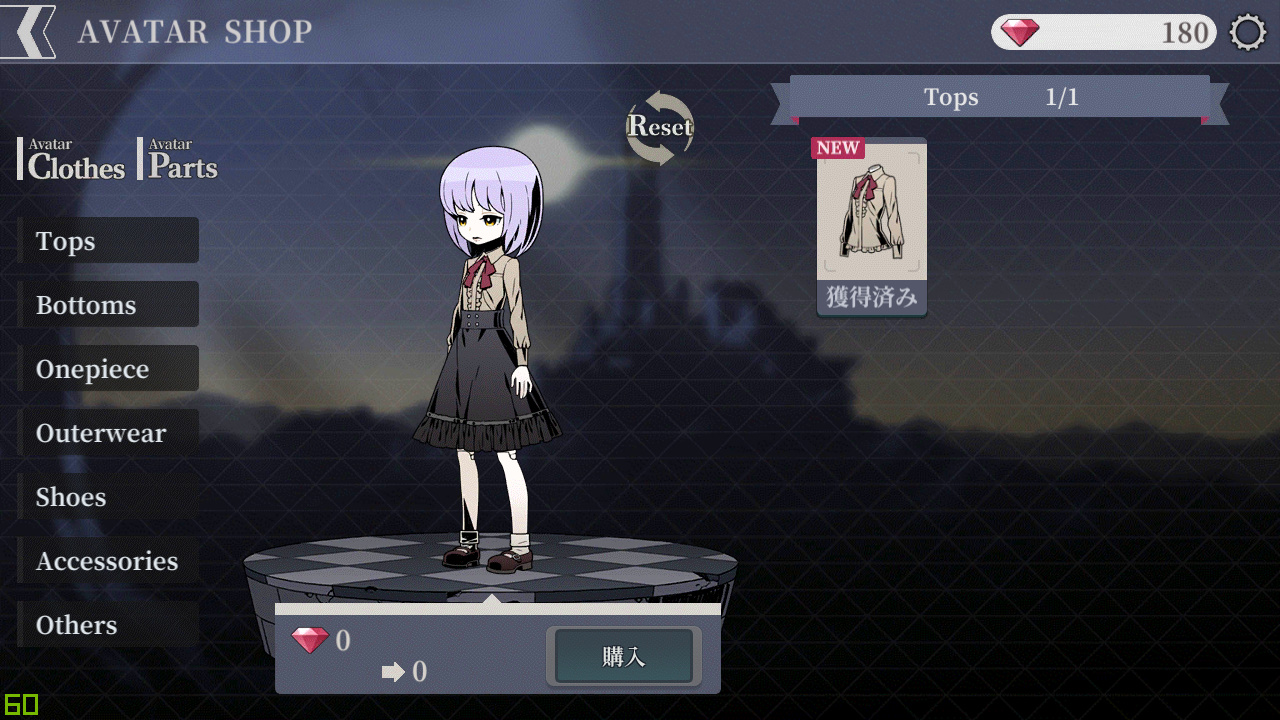 AVATAR SHOP
180
Tops 1/1
Reset
Avatar Clothes
Avatar Parts
NEW
獲得済み
Tops
Bottoms
Onepiece
Outerwear
Shoes
Accessories
Others
0
0
購入
60